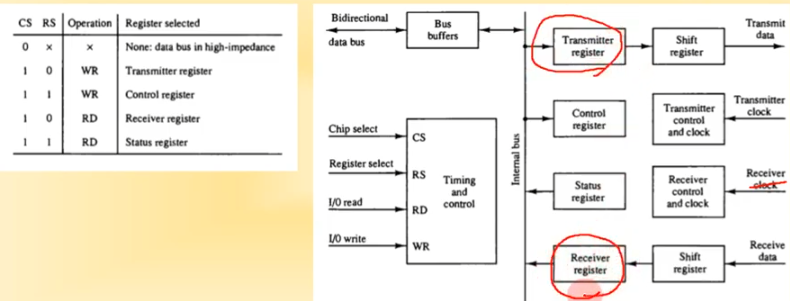 CS RS Operation Register selected
0 × × None: data bus in high-impedance
1 0 WR Transmitter register
1 1 WR Control register
1 0 RD Receiver register
1 1 RD Status register
Bidirectional
data bus
Bus
buffers
Transmitter
register
Shift
register
Transmit
data
Control
register
Transmitter
control
and clock
Transmitter
clock
Chip select
CS
Register select
RS
Timing
and
control
I/O read
RD
I/O write
WR
Internal bus
Status
register
Receiver
control
and clock
Receiver
clock
Receiver
register
Shift
register
Receive
data